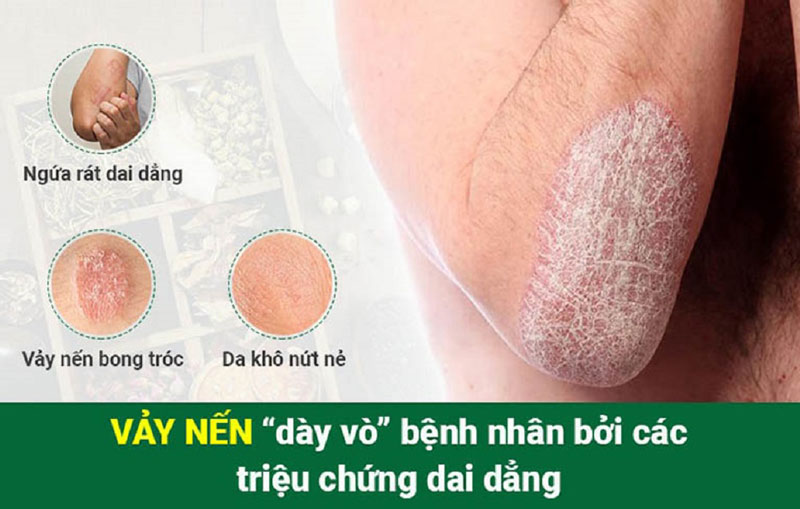 Ngứa rát dai dẳng
Vảy nến bong tróc
Da khô nứt nẻ
VẢY NẾN “dày vò” bệnh nhân bởi các
triệu chứng dai dẳng